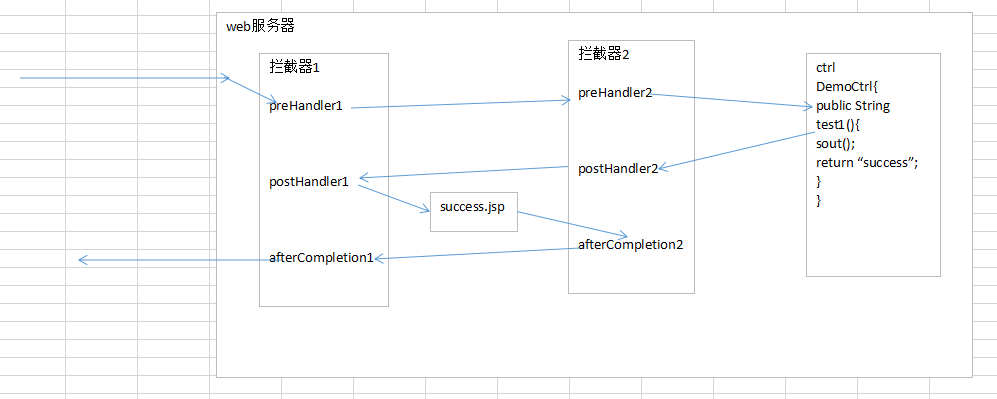 web服务器
拦截器1
preHandler1
postHandler1
afterCompletion1
success.jsp
拦截器2
preHandler2
postHandler2
afterCompletion2
ctrl
DemoCtrl{
public String
test1(){
sout();
return “success”;
}
}